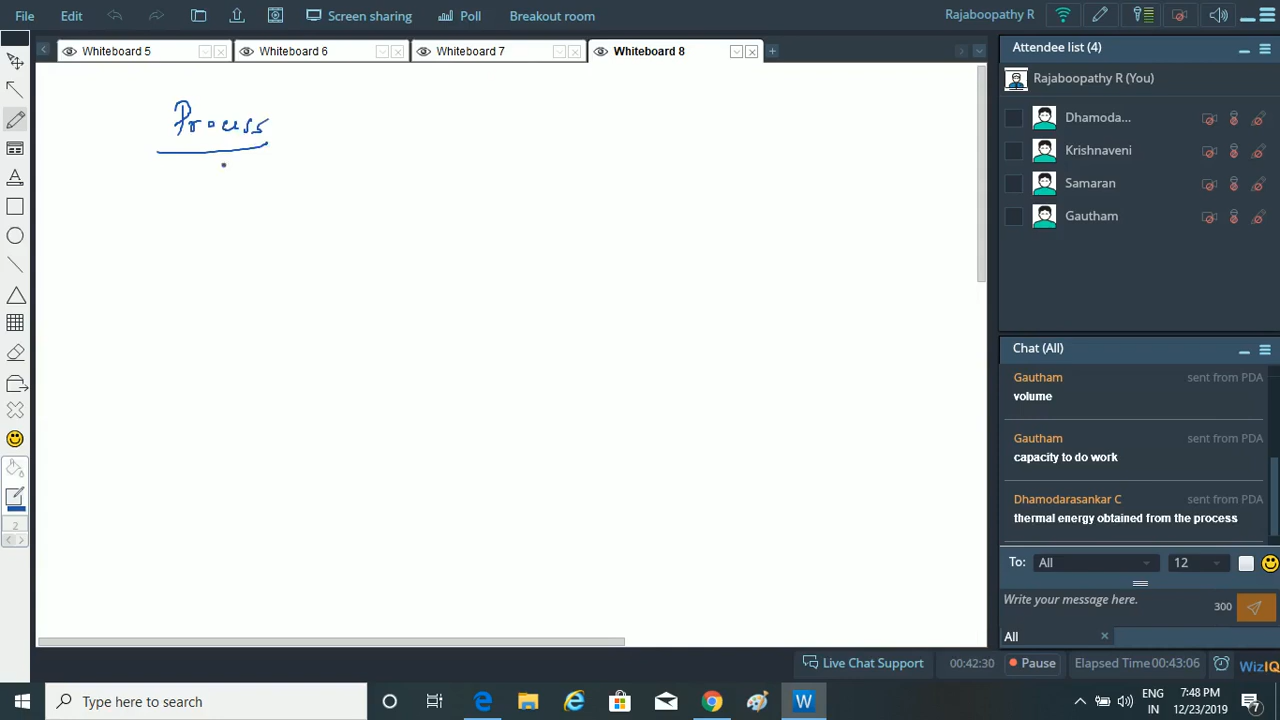 File Edit Screen sharing Poll Breakout room Rajaboopathy R
Whiteboard 5 Whiteboard 6 Whiteboard 7 Whiteboard 8
Process
Attendee list (4)
Rajaboopathy R (You)
Dhamoda...
Krishnaveni
Samaran
Gautham
Chat (All)
Gautham sent from PDA
volume
Gautham sent from PDA
capacity to do work
Dhamodarasankar C sent from PDA
thermal energy obtained from the process
To: All 12
Write your message here. 300
All
2
Live Chat Support 00:42:30 Pause Elapsed Time 00:43:06 WizIQ
Type here to search
ENG 7:48 PM
IN 12/23/2019 7